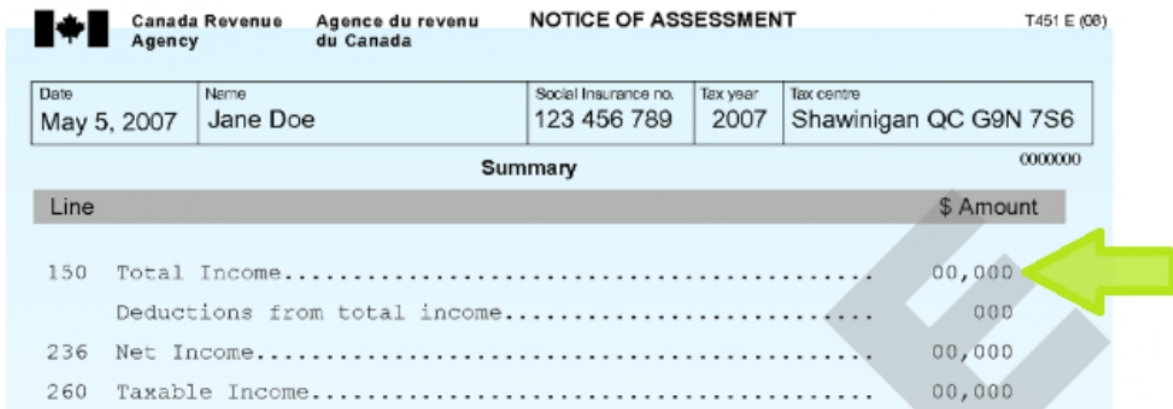 Canada Revenue Agence du revenu NOTICE OF ASSESSMENT T451 E (08)
Agency du Canada
Date Name Social Insurance no. Tax year Tax centre
May 5, 2007 Jane Doe 123 456 789 2007 Shawinigan QC G9N 7S6
Summary 0000000
Line $ Amount
150 Total Income............................................ 00,000
Deductions from total income............................ 000
236 Net Income.............................................. 00,000
260 Taxable Income.......................................... 00,000
E